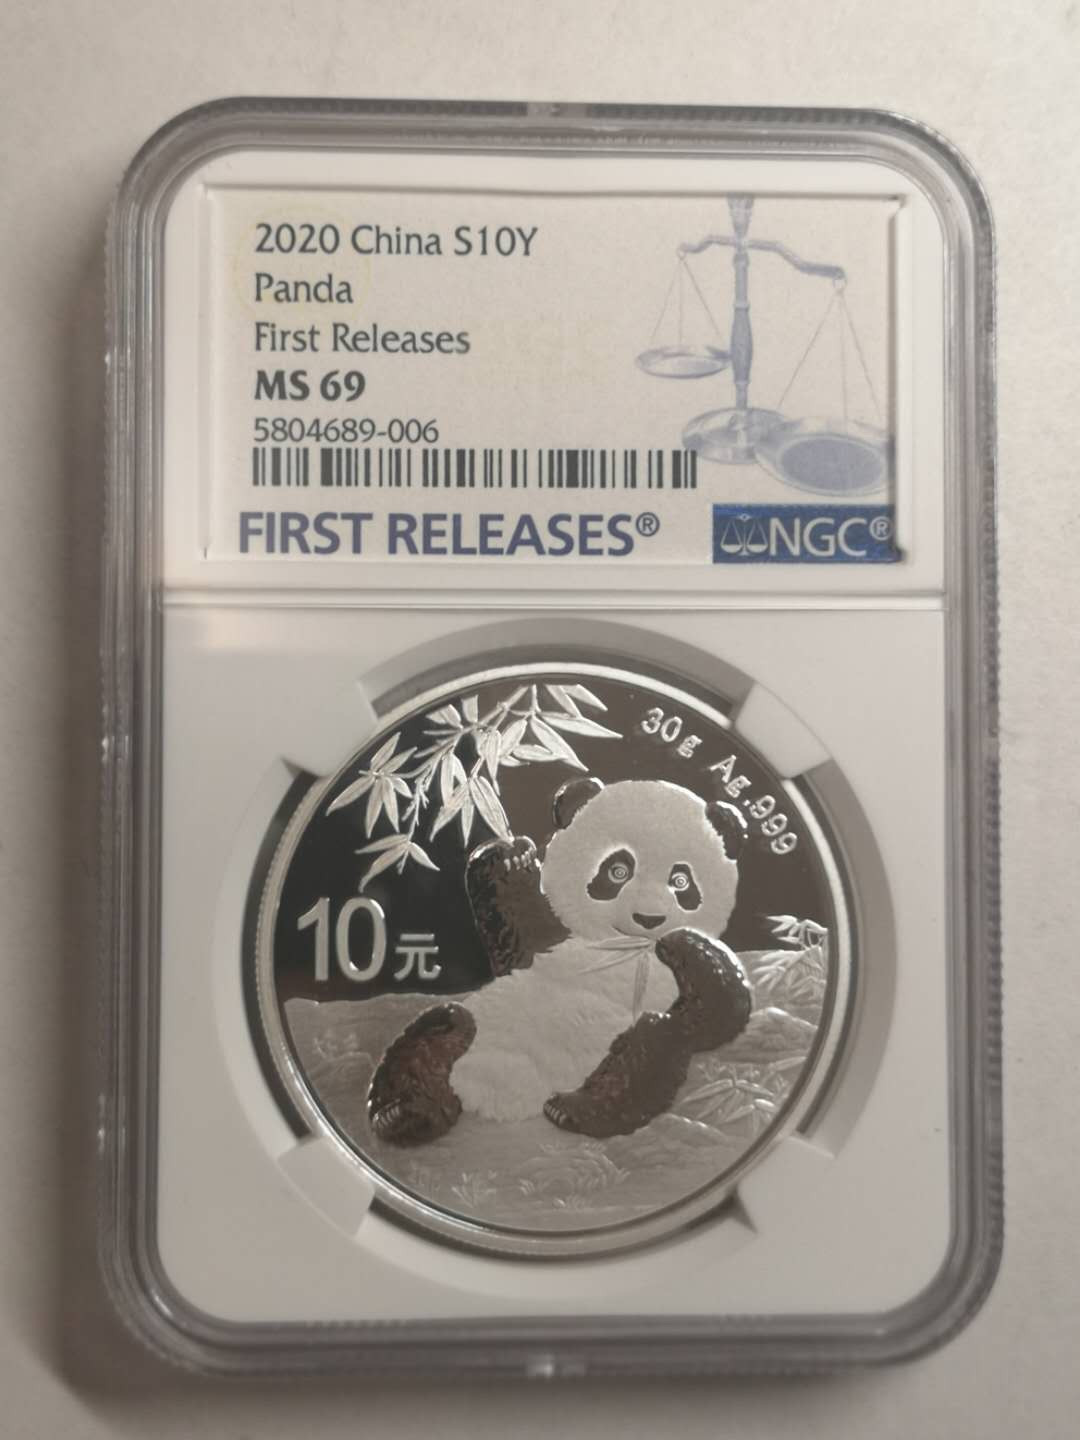 2020 China S10Y
Panda
First Releases
MS 69
5804689-006
FIRST RELEASES®
NGC®
30g Ag.999
10元